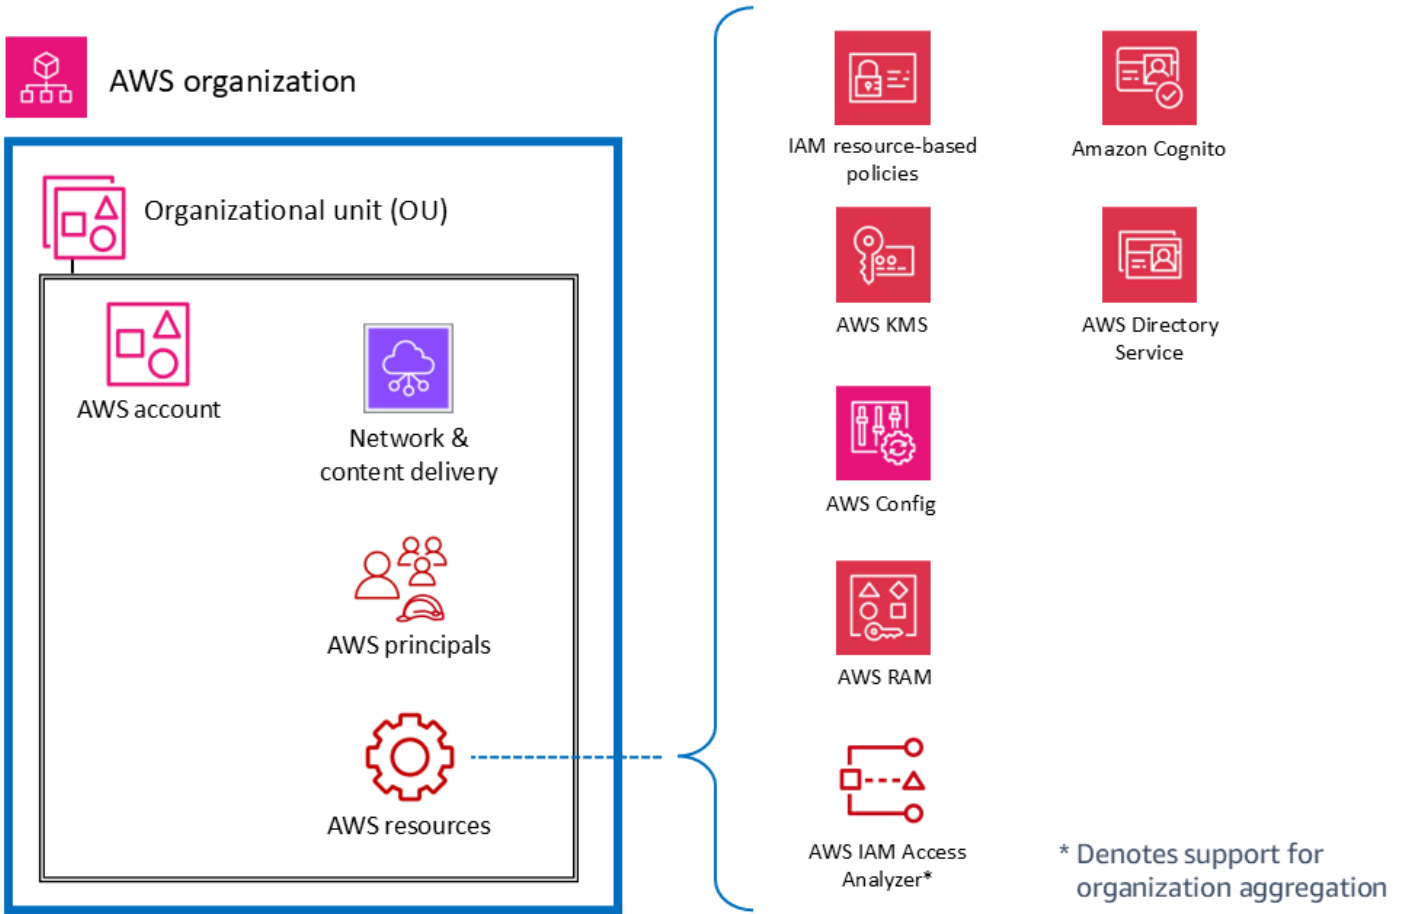 AWS organization
Organizational unit (OU)
AWS account
Network &
content delivery
AWS principals
AWS resources
IAM resource-based
policies
Amazon Cognito
AWS KMS
AWS Directory
Service
AWS Config
AWS RAM
AWS IAM Access
Analyzer*
* Denotes support for
organization aggregation